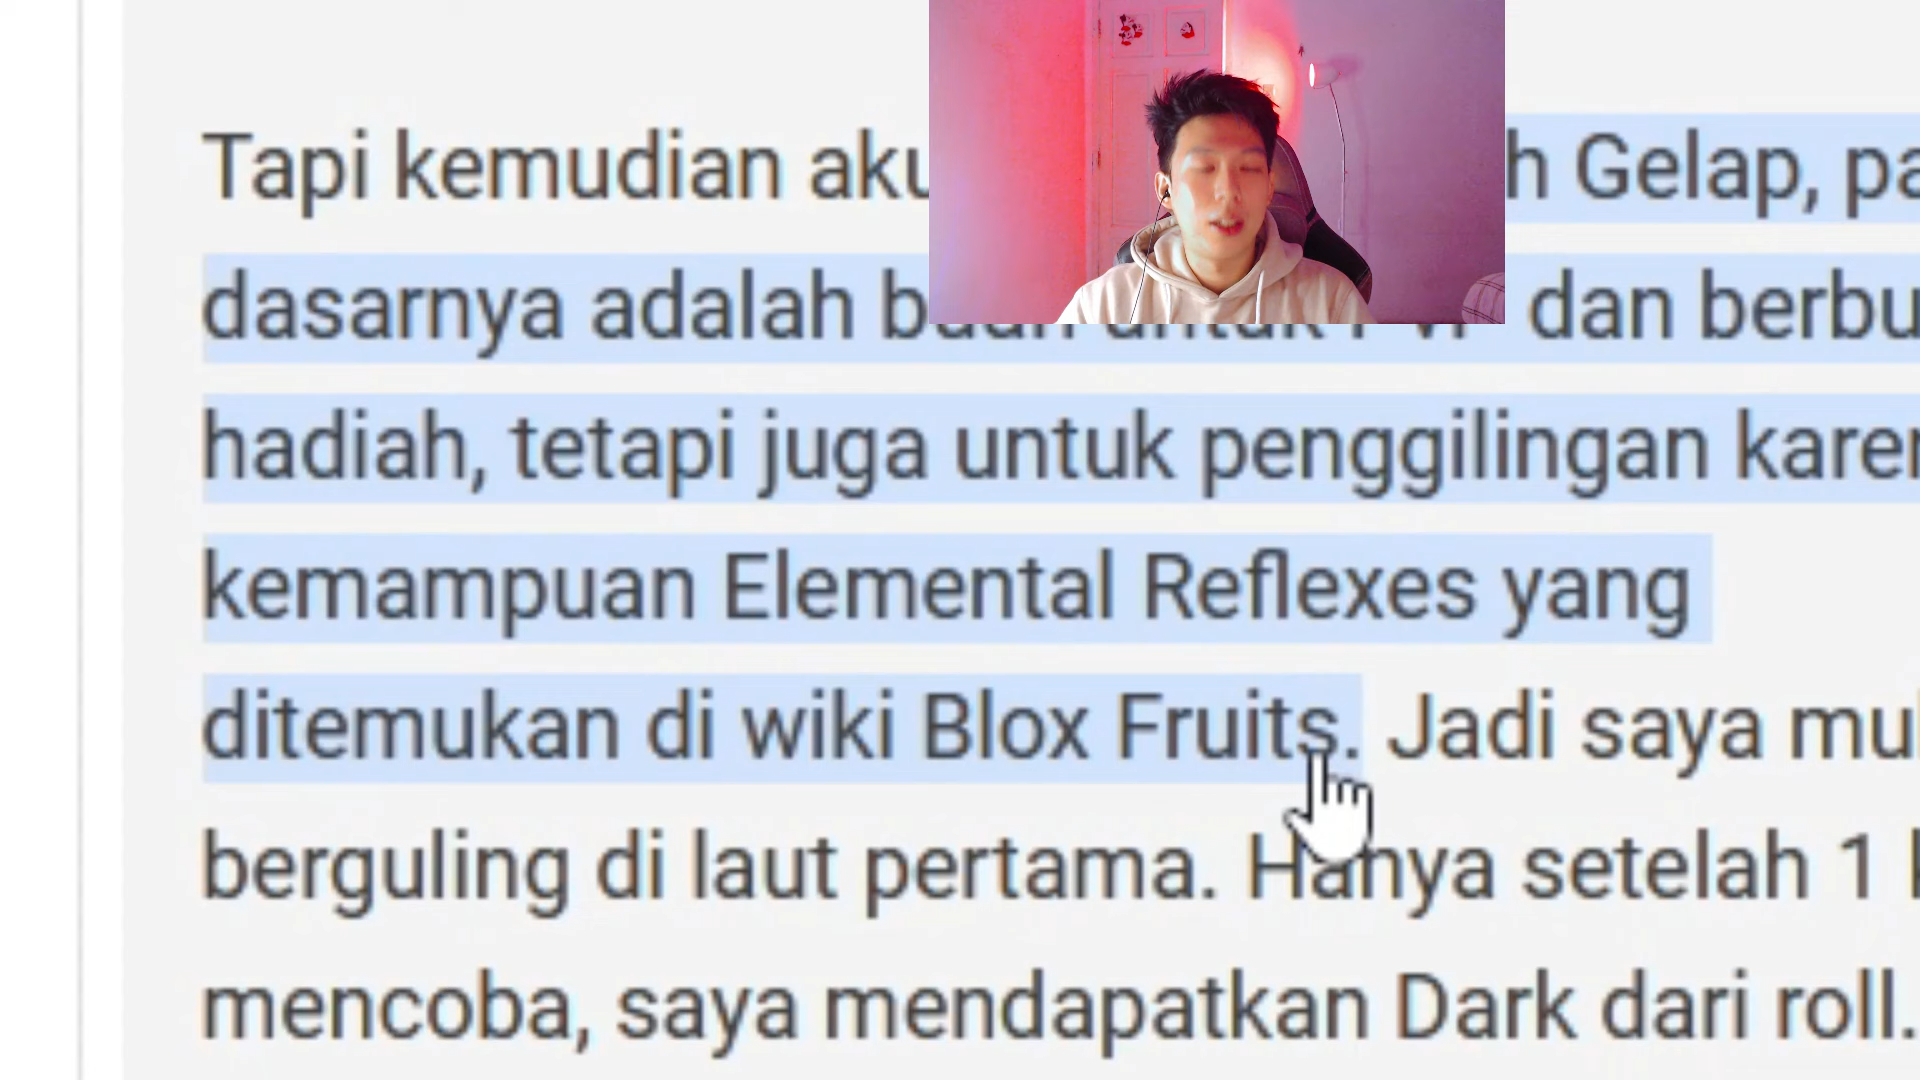 Tapi kemudian aku h Gelap, pa
dasarnya adalah dan berbu
hadiah, tetapi juga untuk penggilingan karen
kemampuan Elemental Reflexes yang
ditemukan di wiki Blox Fruits. Jadi saya mul
berguling di laut pertama. Hanya setelah 1 k
mencoba, saya mendapatkan Dark dari roll.